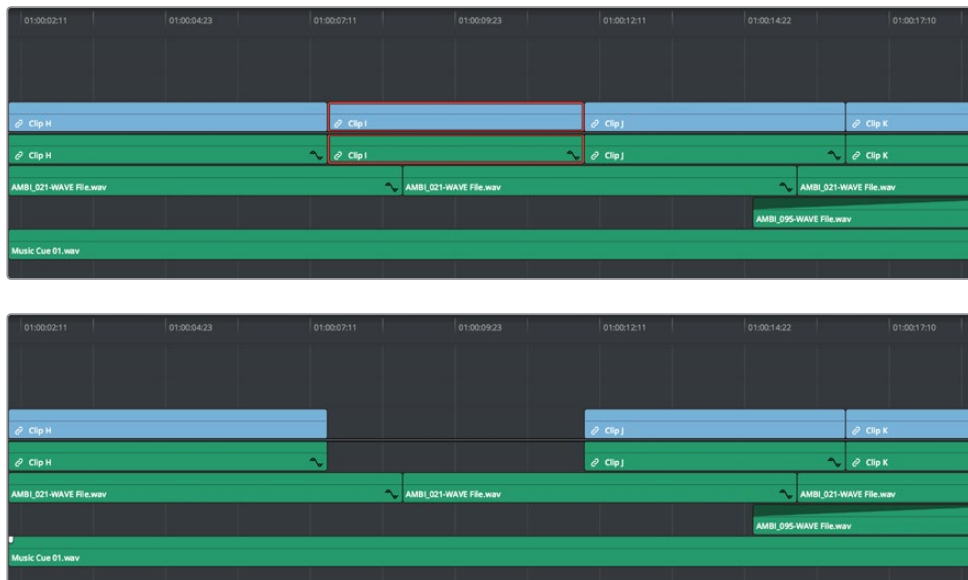 01:00:02:11 01:00:04:23 01:00:07:11 01:00:09:23 01:00:12:11 01:00:14:22 01:00:17:10
Clip H Clip I Clip J Clip K
Clip H Clip I Clip J Clip K
AMBI_021-WAVE File.wav AMBI_021-WAVE File.wav AMBI_021-WAVE File.wav
AMBI_095-WAVE File.wav
Music Cue 01.wav
01:00:02:11 01:00:04:23 01:00:07:11 01:00:09:23 01:00:12:11 01:00:14:22 01:00:17:10
Clip H Clip J Clip K
Clip H Clip J Clip K
AMBI_021-WAVE File.wav AMBI_021-WAVE File.wav AMBI_021-WAVE File.wav
AMBI_095-WAVE File.wav
Music Cue 01.wav